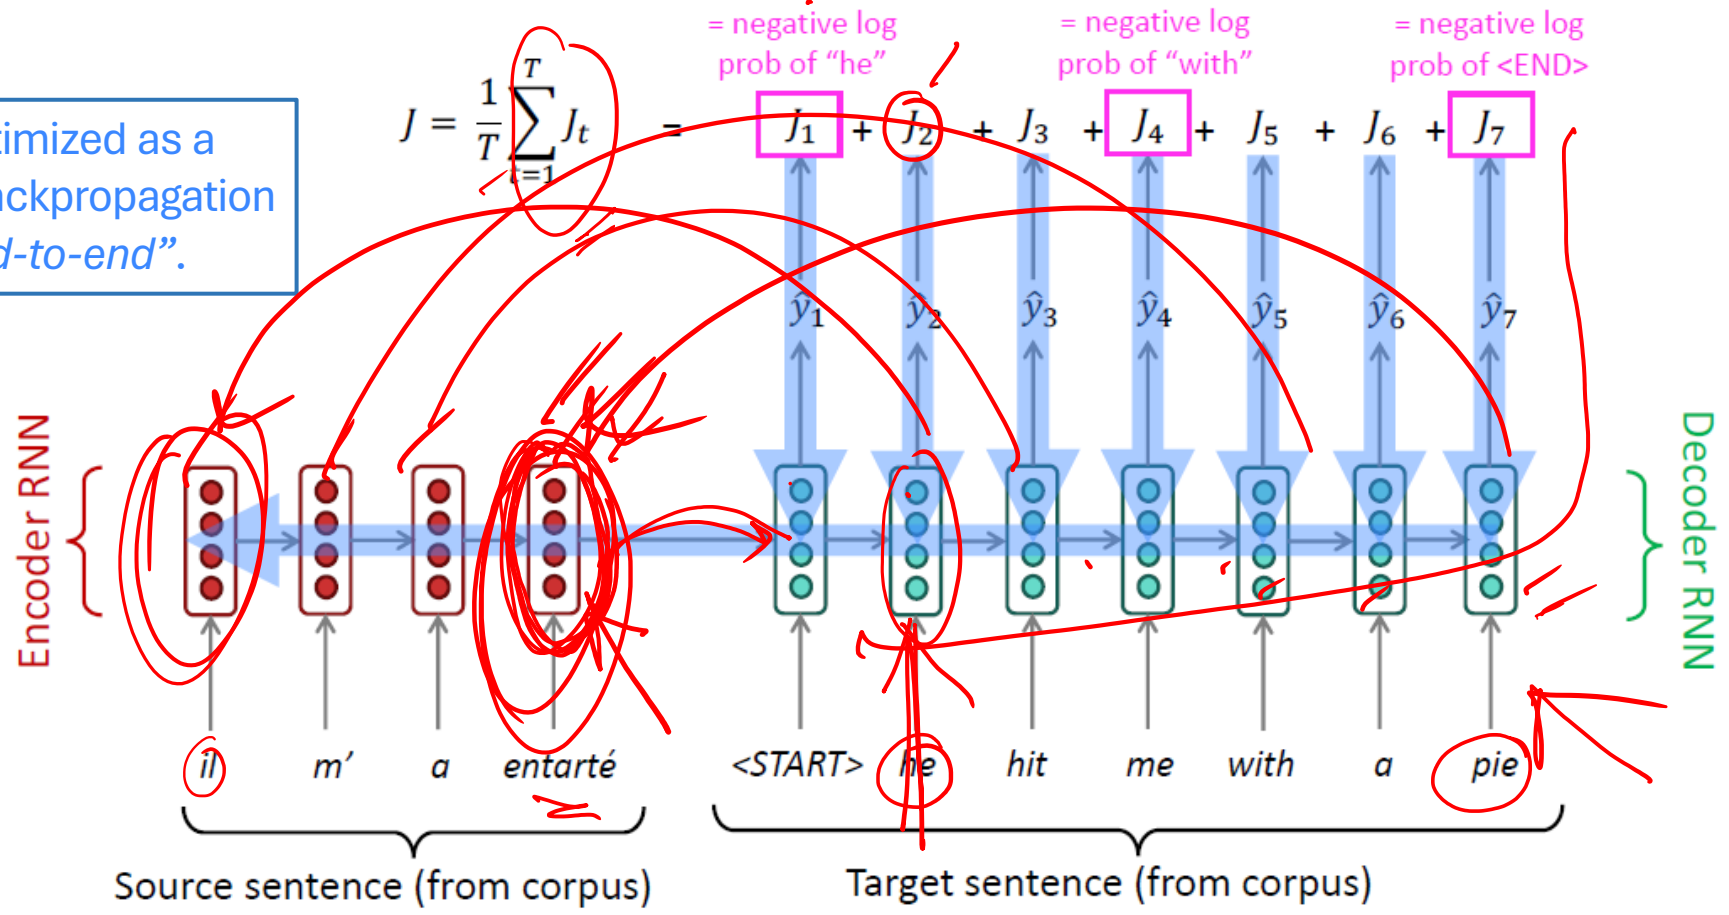 = negative log
prob of “he”
= negative log
prob of “with”
= negative log
prob of <END>
timized as a
ackpropagation
d-to-end”.
J = 1/T ∑ T t=1 J_t = J₁ + J₂ + J₃ + J₄ + J₅ + J₆ + J₇
ŷ₁ ŷ₂ ŷ₃ ŷ₄ ŷ₅ ŷ₆ ŷ₇
Encoder RNN
Decoder RNN
il m’ a entarté <START> he hit me with a pie
Source sentence (from corpus)
Target sentence (from corpus)